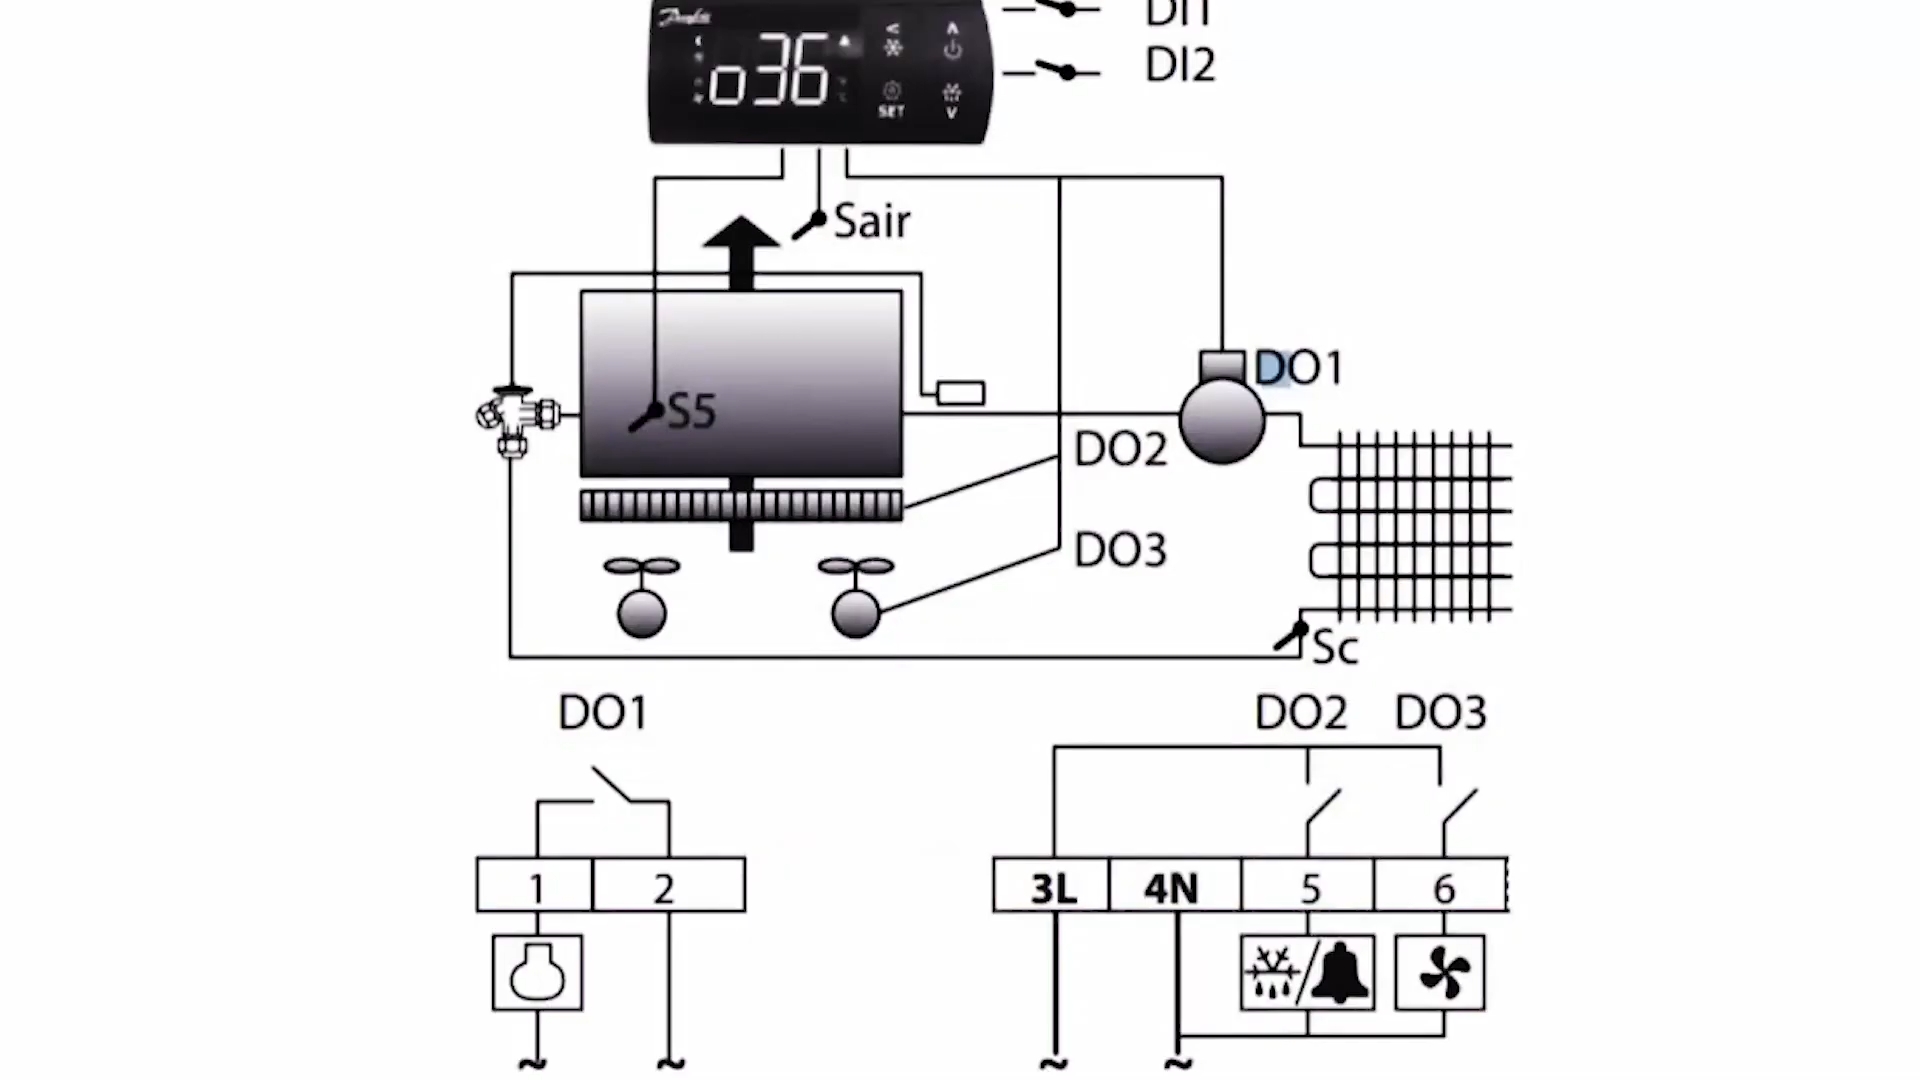 Danfoss
o36
SET
DI1
DI2
Sair
S5
DO1
DO2
DO3
Sc
DO1
DO2 DO3
1 2
3L 4N 5 6